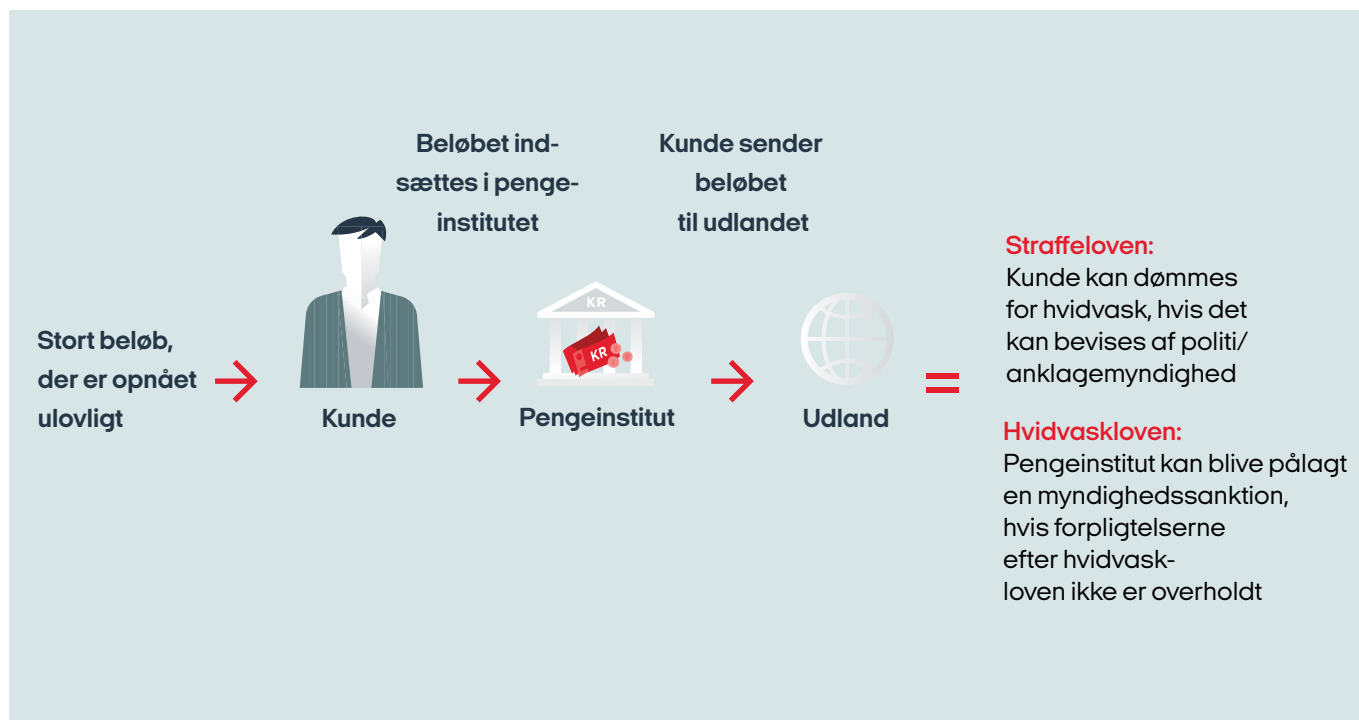 Stort beløb,
der er opnået
ulovligt
Kunde
Beløbet ind-
sættes i penge-
institutet
KR
KR
Pengeinstitut
Kunde sender
beløbet
til udlandet
Udland
=
Straffeloven:
Kunde kan dømmes
for hvidvask, hvis det
kan bevises af politi/
anklagemyndighed
Hvidvaskloven:
Pengeinstitut kan blive pålagt
en myndighedssanktion,
hvis forpligtelserne
efter hvidvask-
loven ikke er overholdt